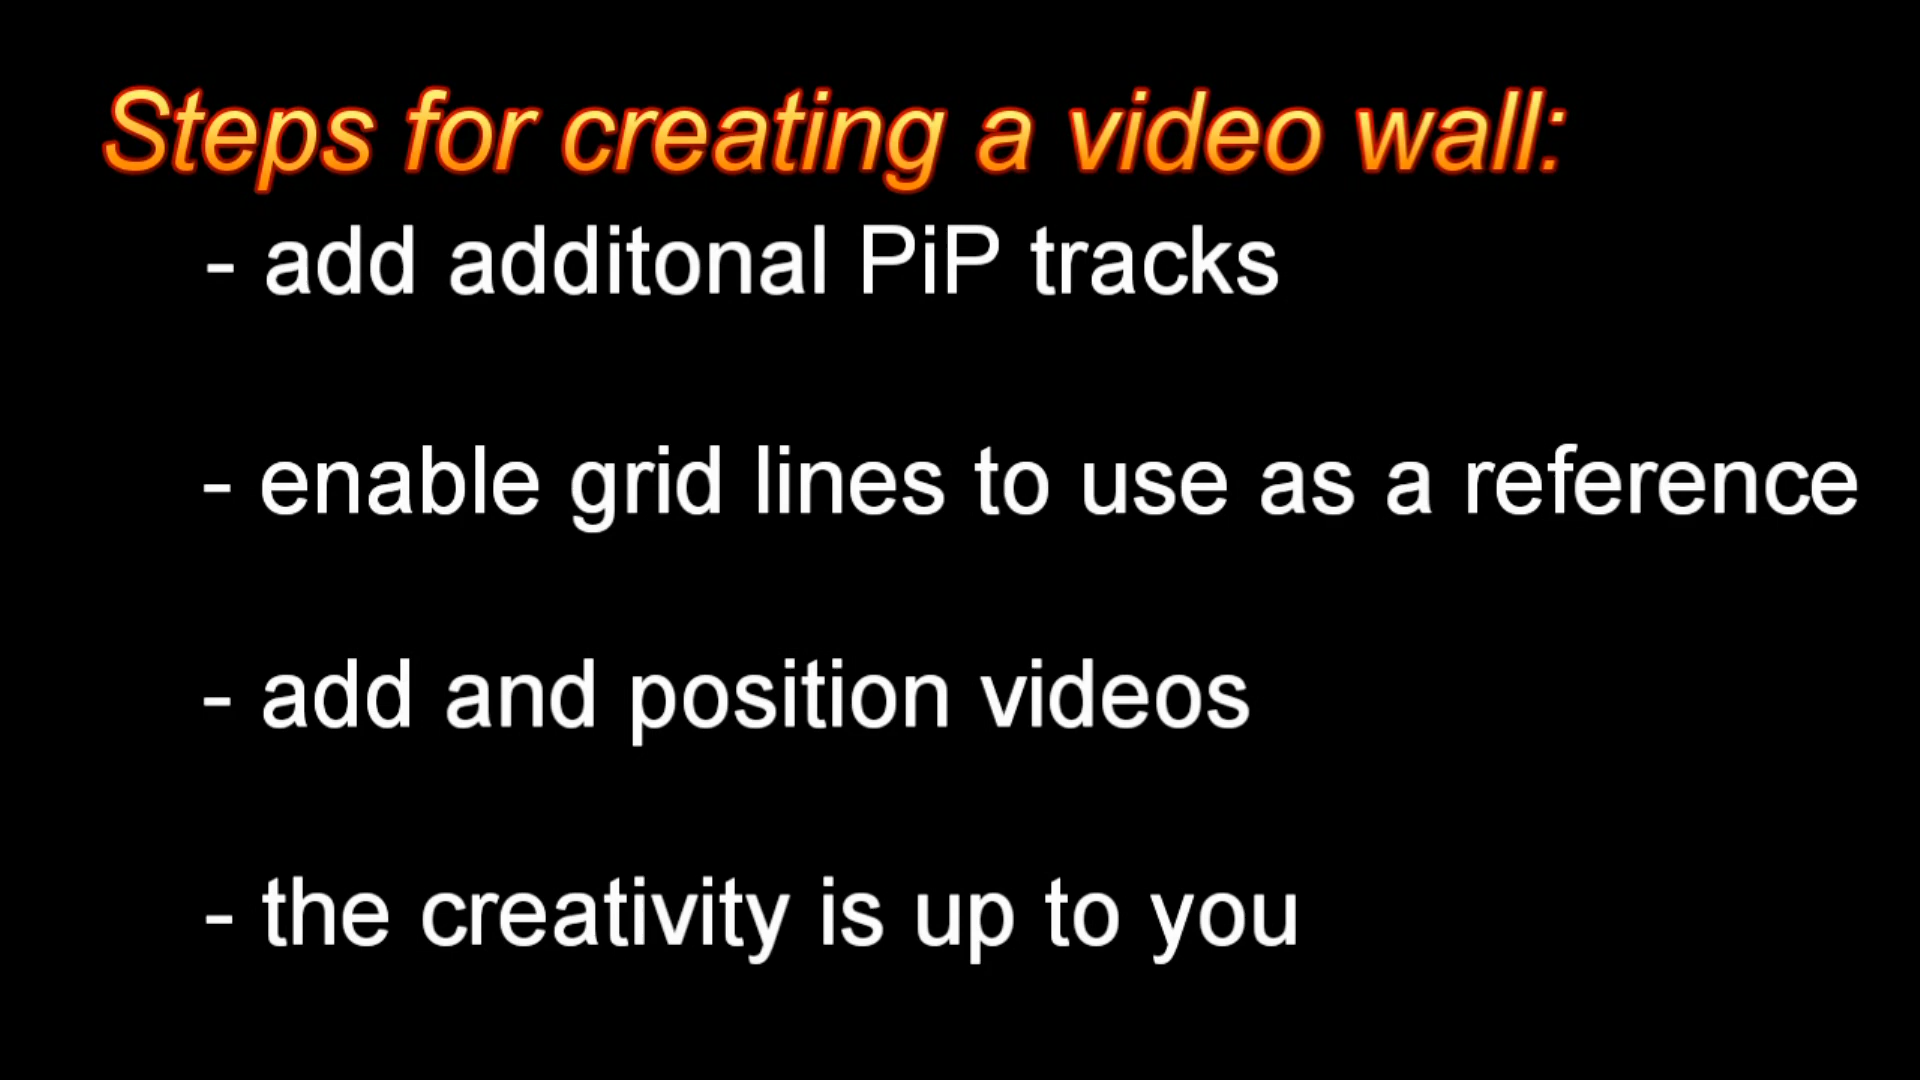 Steps for creating a video wall:
- add additonal PiP tracks
- enable grid lines to use as a reference
- add and position videos
- the creativity is up to you